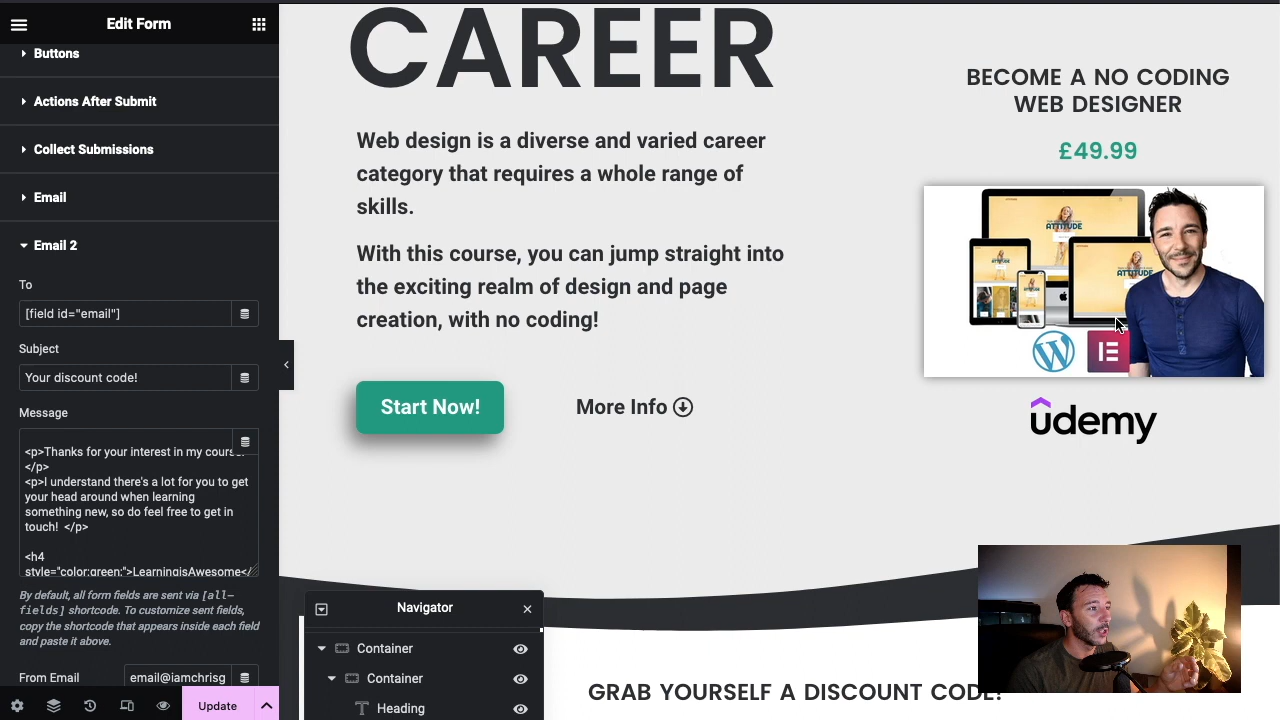 Edit Form
Buttons
Actions After Submit
Collect Submissions
Email
Email 2
To
[field id="email"]
Subject
Your discount code!
Message
<p>Thanks for your interest in my course
</p>
<p>I understand there's a lot for you to get
your head around when learning
something new, so do feel free to get in
touch!  </p>
<h4
style="color:green;">LearningisAwesome</
By default, all form fields are sent via [all-
fields] shortcode. To customize sent fields,
copy the shortcode that appears inside each field
and paste it above.
From Email
email@iamchrisg
Update
CAREER
Web design is a diverse and varied career
category that requires a whole range of
skills.
With this course, you can jump straight into
the exciting realm of design and page
creation, with no coding!
Start Now!
More Info
BECOME A NO CODING
WEB DESIGNER
£49.99
ATTITUDE
ATTITUDE
ATTITUDE
ATTITUDE
udemy
Navigator
Container
Container
Heading
GRAB YOURSELF A DISCOUNT CODE!